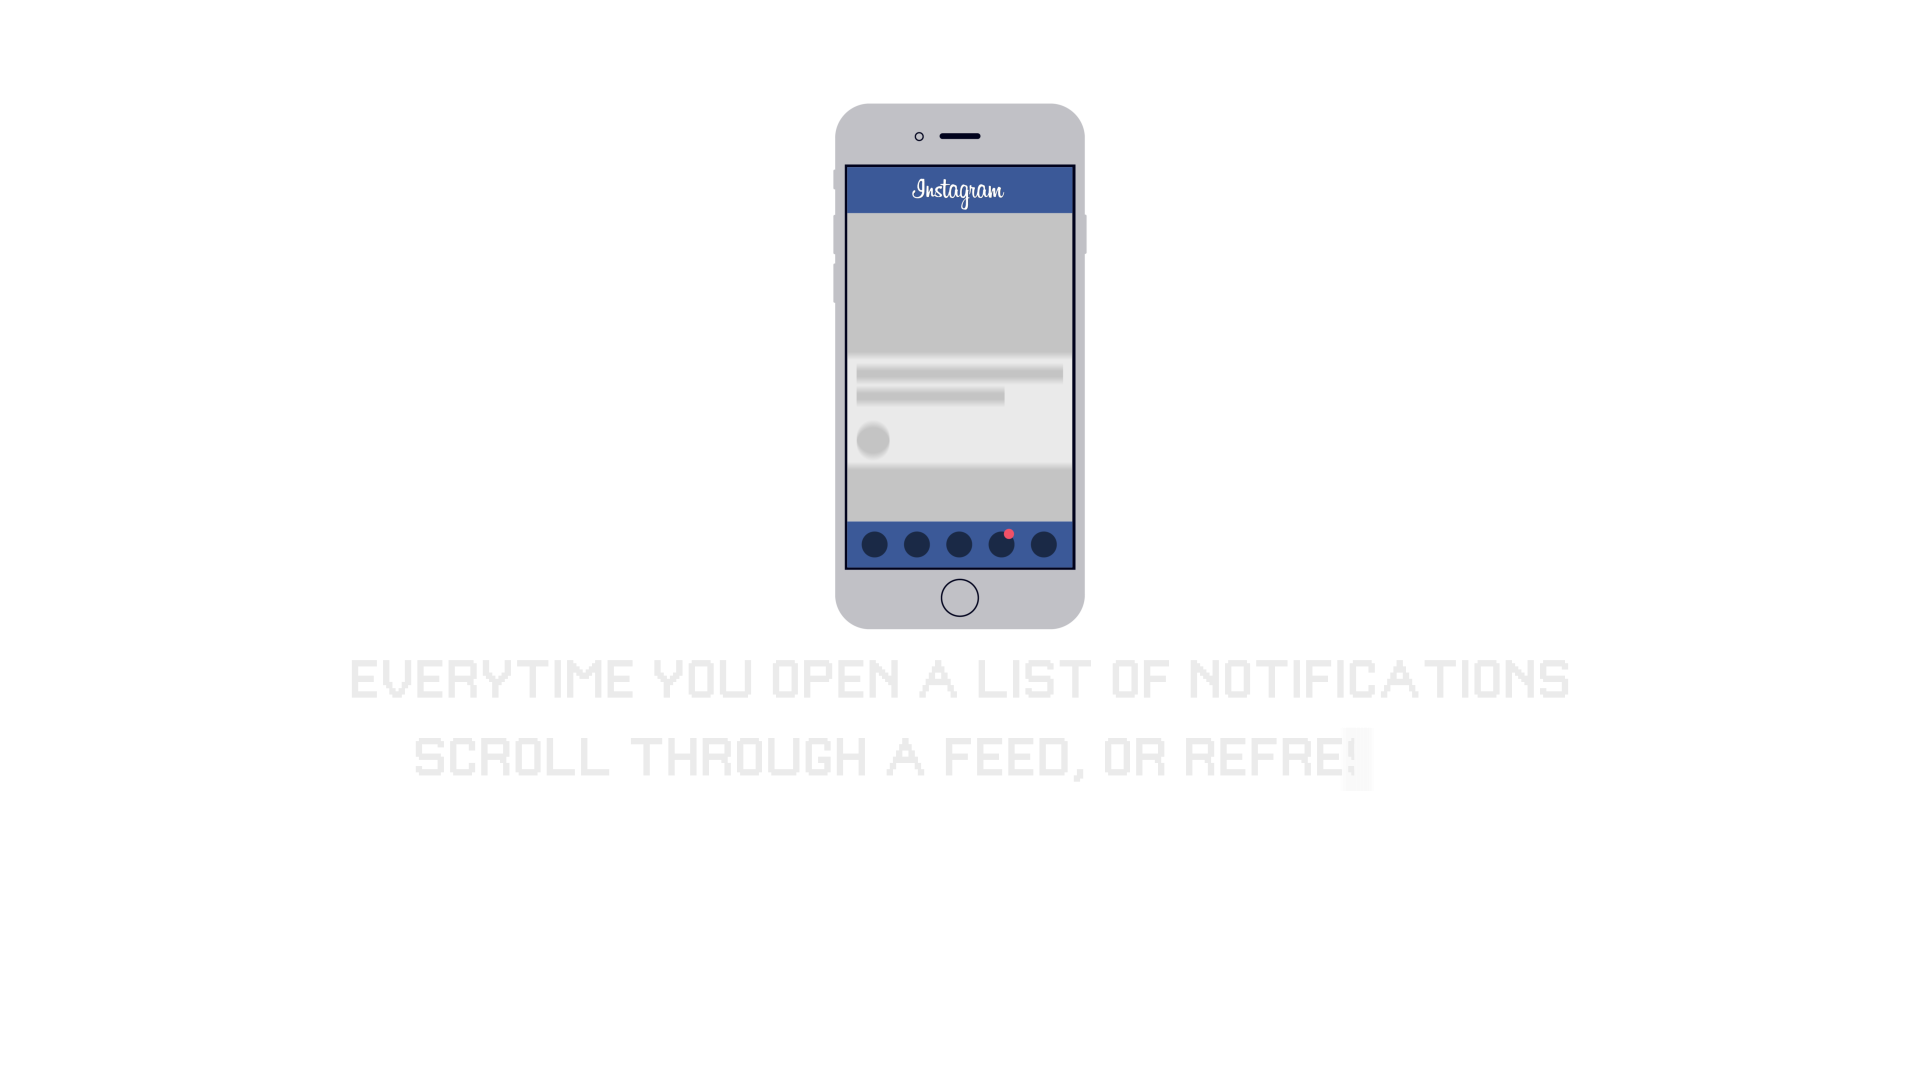 Instagram
EVERYTIME YOU OPEN A LIST OF NOTIFICATIONS
SCROLL THROUGH A FEED, OR